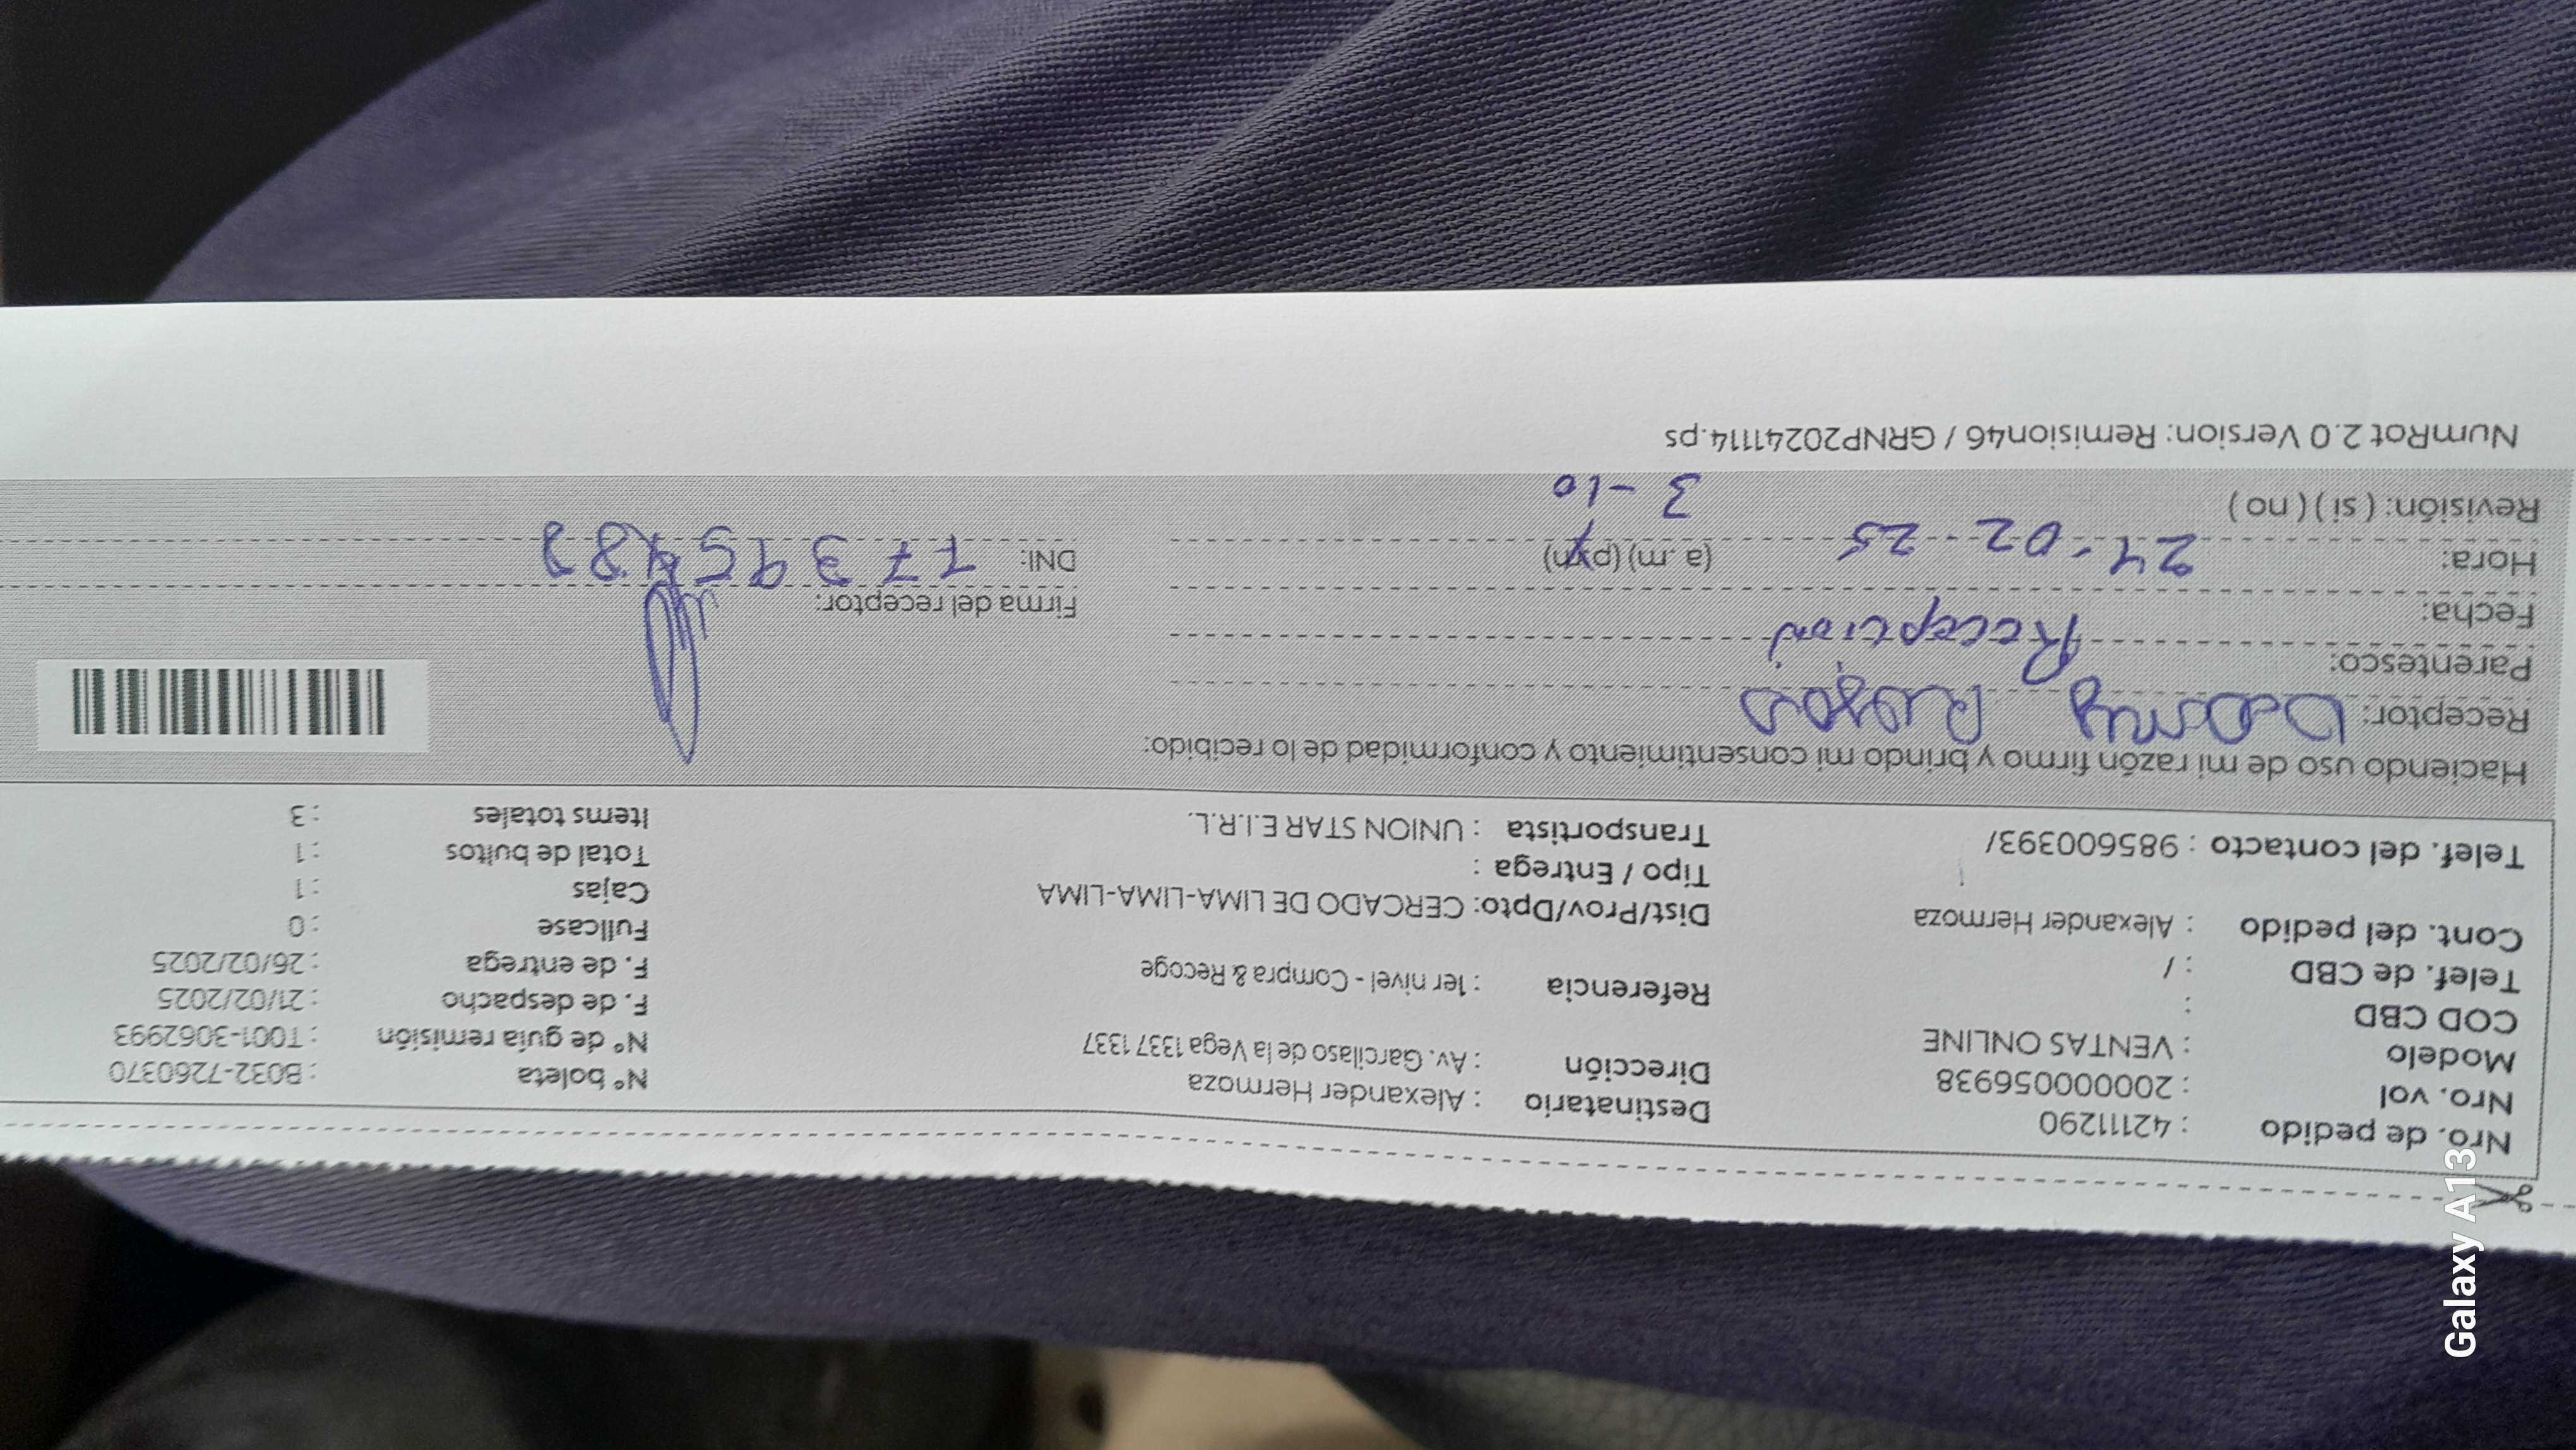 Nro. de pedido : 42111290
Nro. vol : 20000056938
Modelo : VENTAS ONLINE
COD CBD :
Telef. de CBD : /
Cont. del pedido : Alexander Hermoza
Telef. del contacto : 985600393/
Destinatario : Alexander Hermoza
Dirección : Av. Garcilaso de la Vega 1337 1337
Referencia : 1er nivel - Compra & Recoge
Dist/Prov/Dpto: CERCADO DE LIMA-LIMA-LIMA
Tipo / Entrega :
Transportista : UNION STAR E.I.R.L.
N° boleta : B032-7260370
N° de guía remisión : T001-3062993
F. de despacho : 21/02/2025
F. de entrega : 26/02/2025
Fullcase : 0
Cajas : 1
Total de bultos : 1
Items totales : 3
Haciendo uso de mi razón firmo y brindo mi consentimiento y conformidad de lo recibido:
Receptor:
Parentesco: Recepción
Fecha:
Hora: 24-02-25 (a.m) (p.m)
Revisión: ( si ) ( no ) 3-10
Firma del receptor:
DNI:
NumRot 2.0 Version: Remision46 / GRNP20241114.ps
Galaxy A13